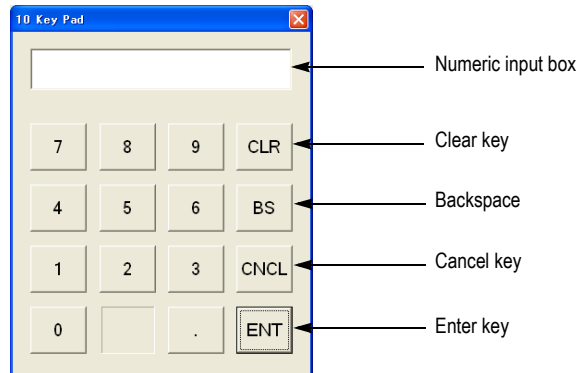 10 Key Pad
Numeric input box
7 8 9 CLR Clear key
4 5 6 BS Backspace
1 2 3 CNCL Cancel key
0 . ENT Enter key